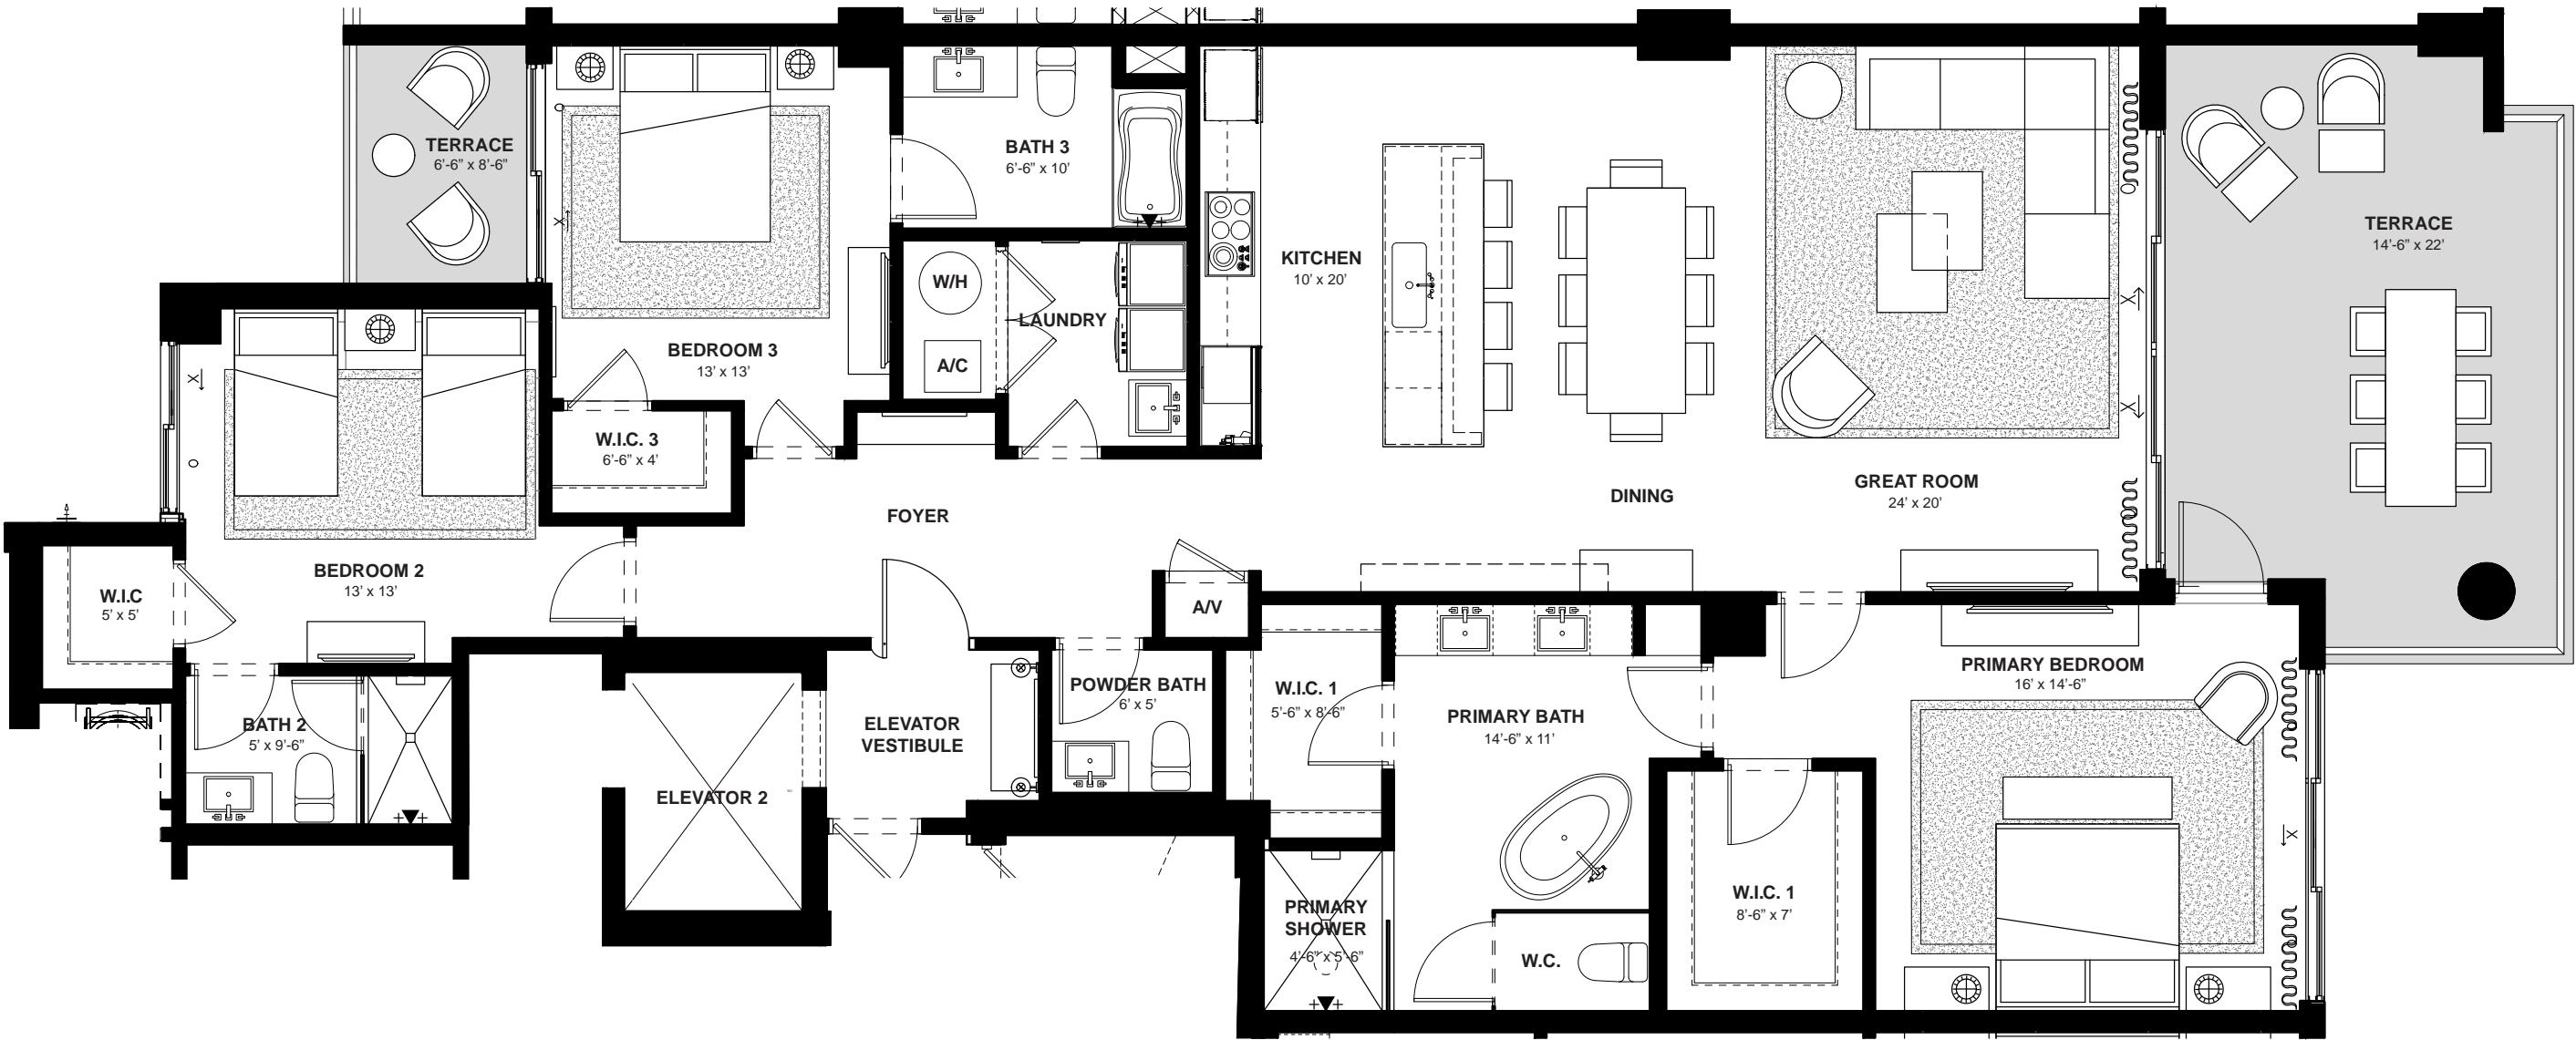 TERRACE
6'-6" x 8'-6"
BATH 3
6'-6" x 10'
TERRACE
14'-6" x 22'
KITCHEN
10' x 20'
W/H
LAUNDRY
A/C
BEDROOM 3
13' x 13'
W.I.C. 3
6'-6" x 4'
FOYER
DINING
GREAT ROOM
24' x 20'
BEDROOM 2
13' x 13'
W.I.C
5' x 5'
A/V
BATH 2
5' x 9'-6"
ELEVATOR 2
ELEVATOR
VESTIBULE
POWDER BATH
6' x 5'
W.I.C. 1
5'-6" x 8'-6"
PRIMARY BATH
14'-6" x 11'
PRIMARY BEDROOM
16' x 14'-6"
PRIMARY
SHOWER
4'-6" x 5'-6"
W.C.
W.I.C. 1
8'-6" x 7'
X
X
X
X
X